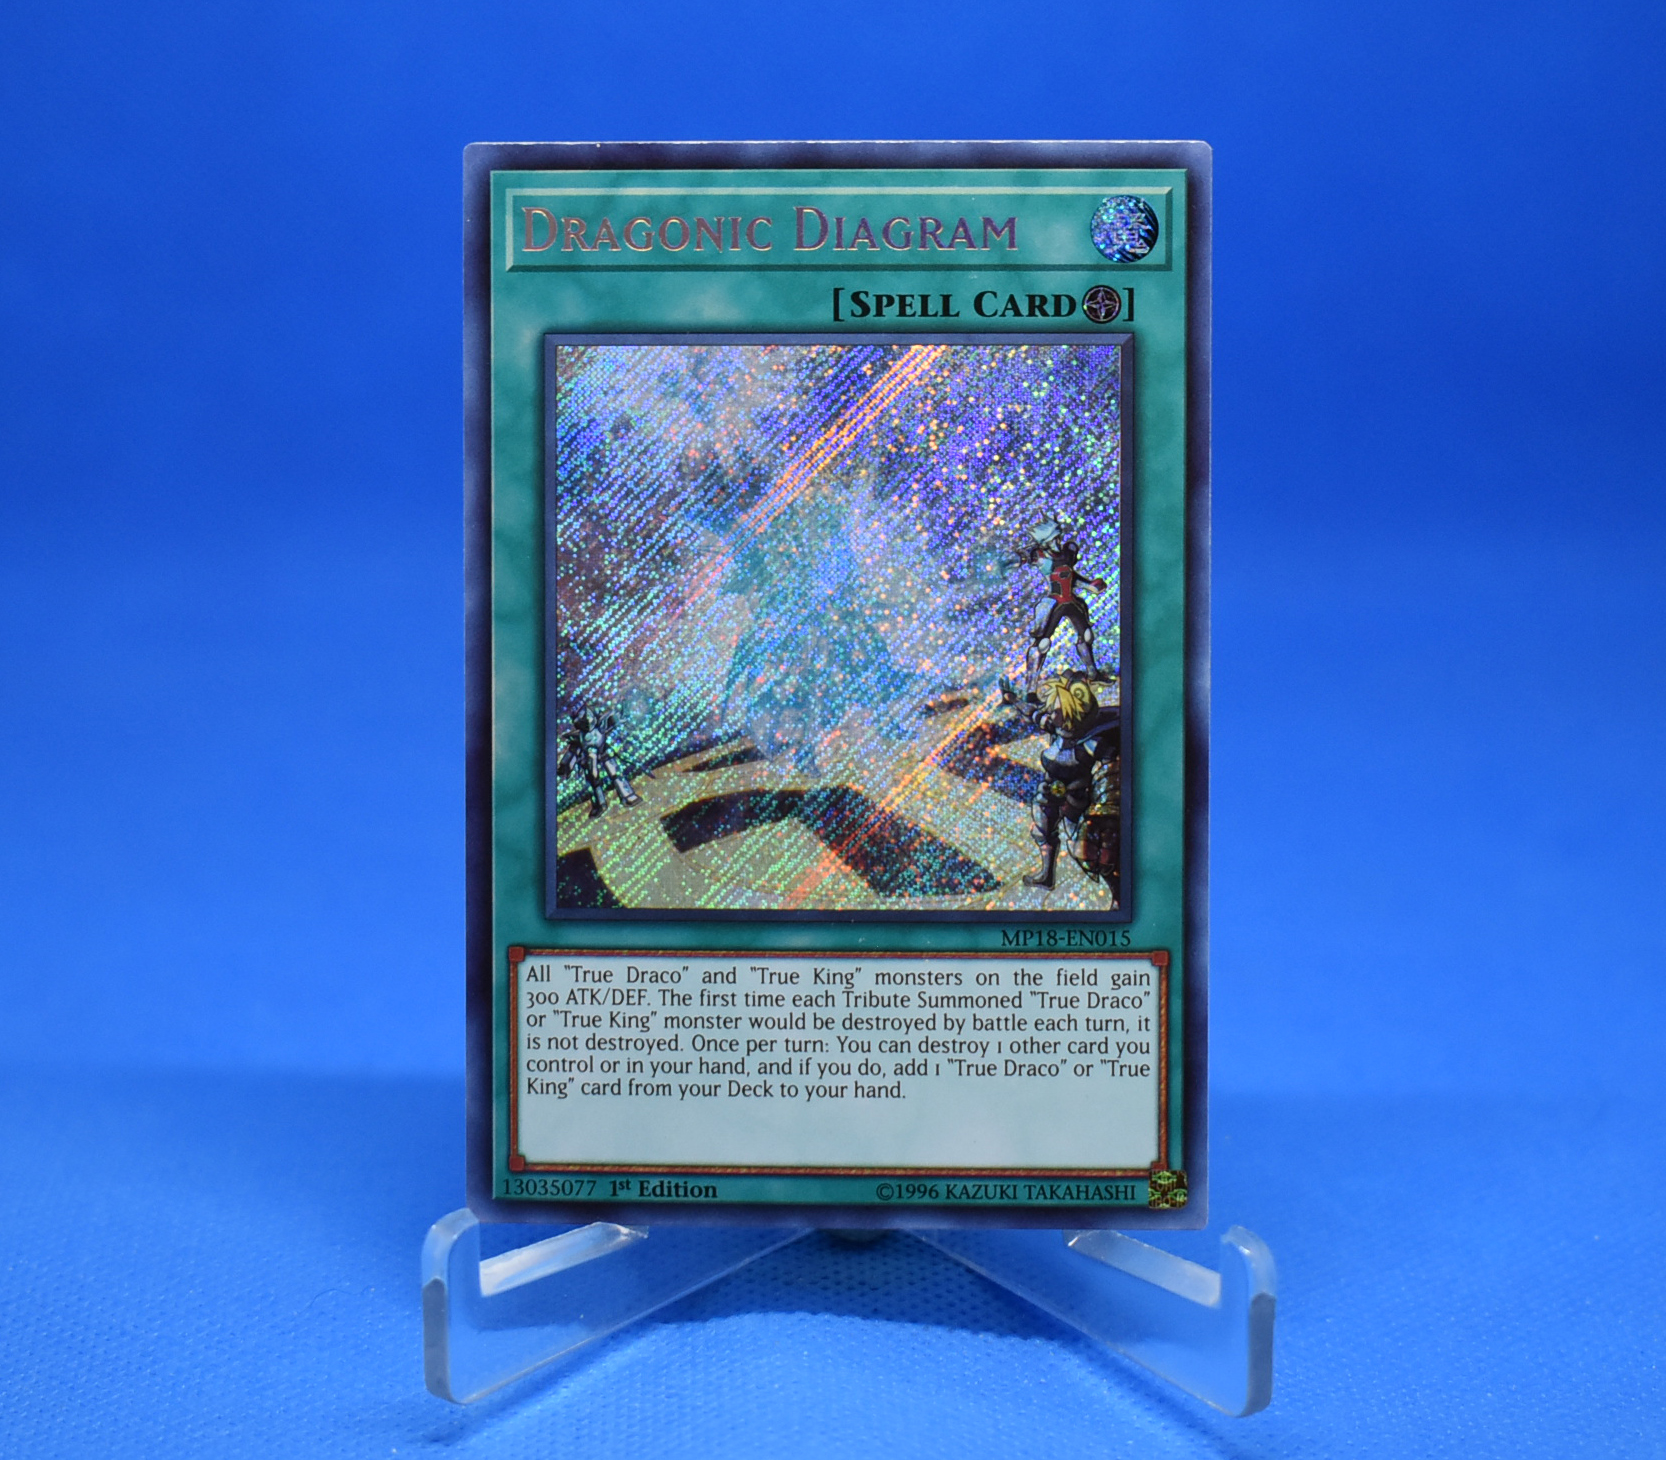 DRAGONIC DIAGRAM
[SPELL CARD]
MP18-EN015
All "True Draco" and "True King" monsters on the field gain
300 ATK/DEF. The first time each Tribute Summoned "True Draco"
or "True King" monster would be destroyed by battle each turn, it
is not destroyed. Once per turn: You can destroy 1 other card you
control or in your hand, and if you do, add 1 "True Draco" or "True
King" card from your Deck to your hand.
13035077 1st Edition
©1996 KAZUKI TAKAHASHI